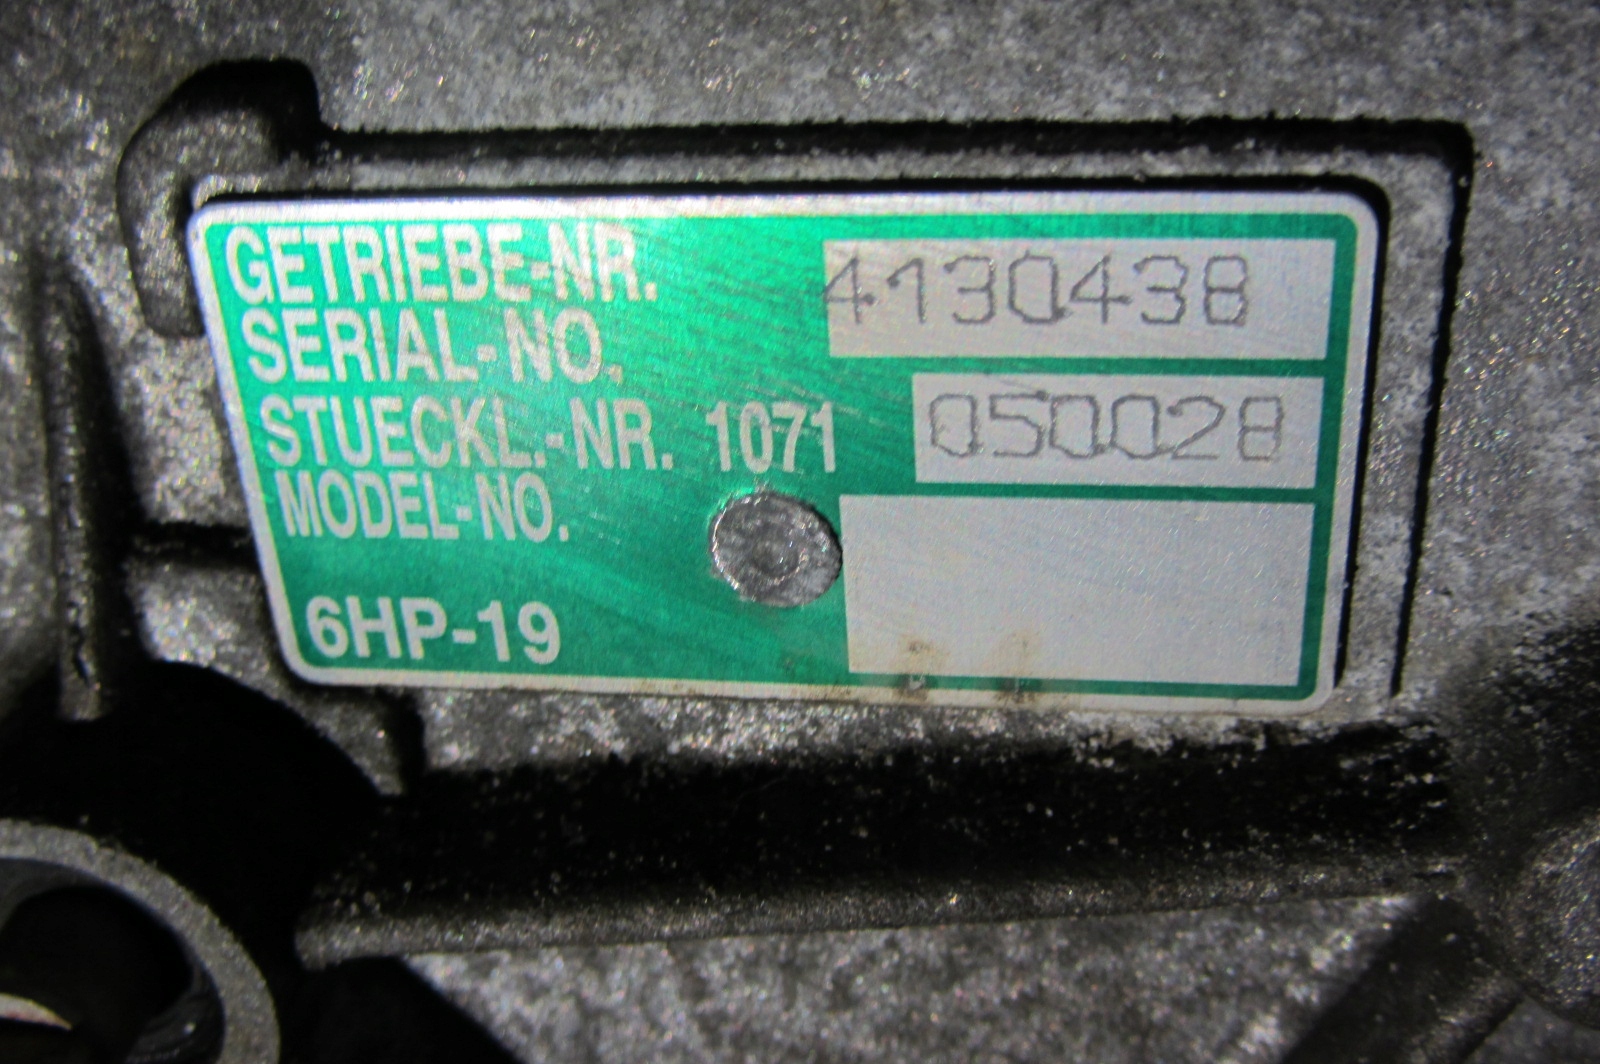 GETRIEBE-NR. 4130438
SERIAL-NO.
STUECKL.-NR. 1071 050028
MODEL-NO.
6HP-19